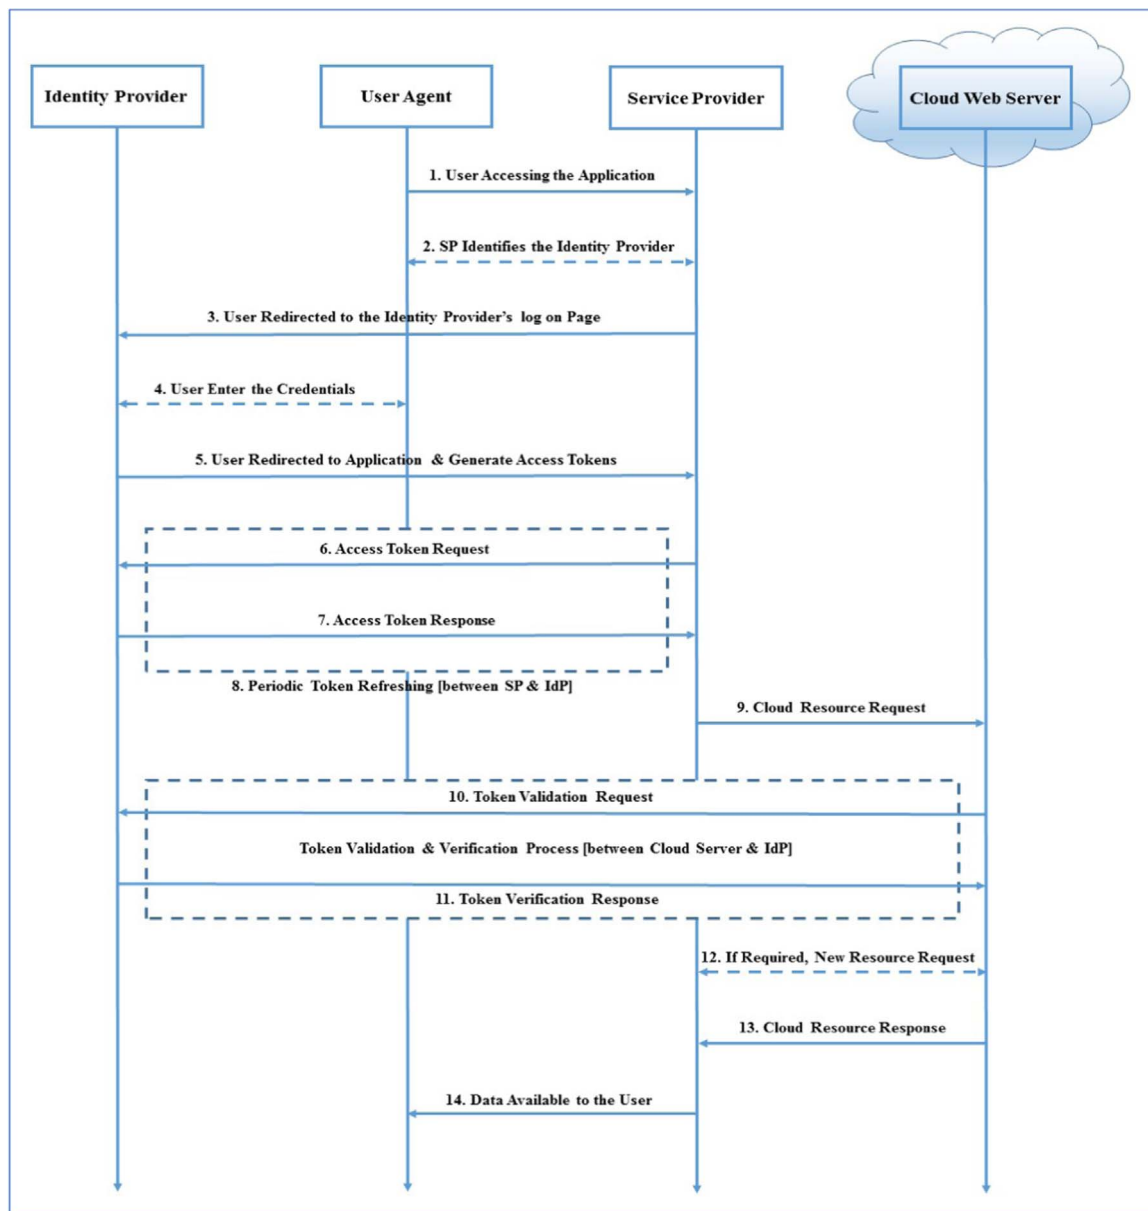 Identity Provider
User Agent
Service Provider
Cloud Web Server
1. User Accessing the Application
2. SP Identifies the Identity Provider
3. User Redirected to the Identity Provider's log on Page
4. User Enter the Credentials
5. User Redirected to Application & Generate Access Tokens
6. Access Token Request
7. Access Token Response
8. Periodic Token Refreshing [between SP & IdP]
9. Cloud Resource Request
10. Token Validation Request
Token Validation & Verification Process [between Cloud Server & IdP]
11. Token Verification Response
12. If Required, New Resource Request
13. Cloud Resource Response
14. Data Available to the User